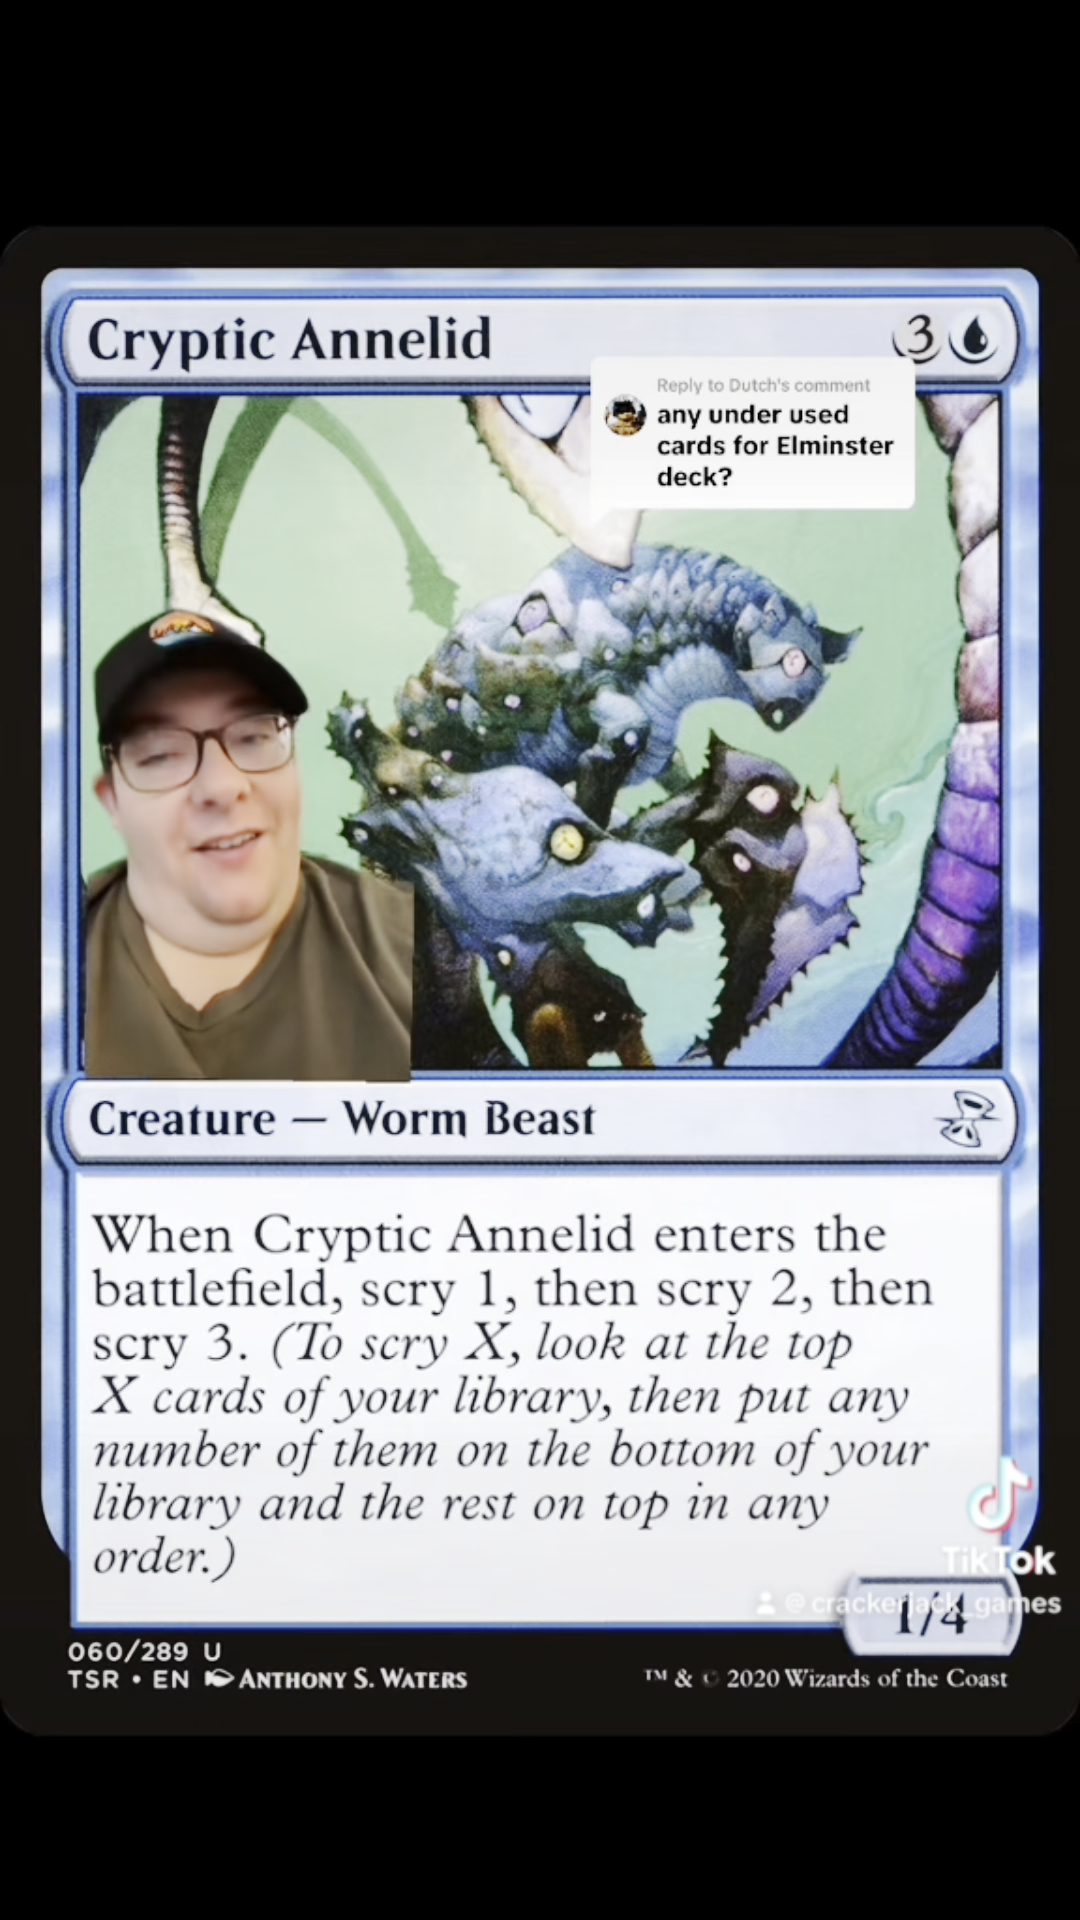 Cryptic Annelid
3
Reply to Dutch's comment
any under used
cards for Elminster
deck?
Creature — Worm Beast
When Cryptic Annelid enters the
battlefield, scry 1, then scry 2, then
scry 3. (To scry X, look at the top
X cards of your library, then put any
number of them on the bottom of your
library and the rest on top in any
order.)
TikTok
@crackerjack_games
1/4
060/289 U
TSR • EN ANTHONY S. WATERS
™ & © 2020 Wizards of the Coast